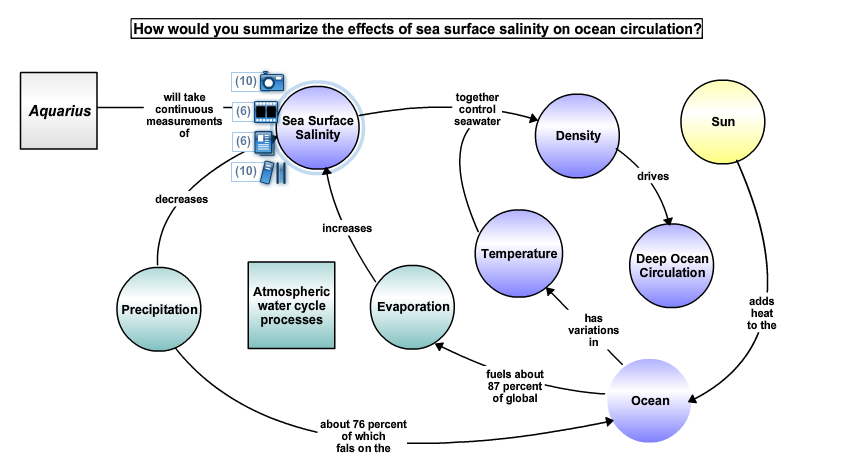 How would you summarize the effects of sea surface salinity on ocean circulation?
Aquarius
will take
continuous
measurements
of
(10)
(6)
(6)
(10)
Sea Surface
Salinity
together
control
seawater
Density
Sun
drives
decreases
increases
Temperature
Deep Ocean
Circulation
Precipitation
Atmospheric
water cycle
processes
Evaporation
has
variations
in
adds
heat
to the
fuels about
87 percent
of global
Ocean
about 76 percent
of which
fals on the